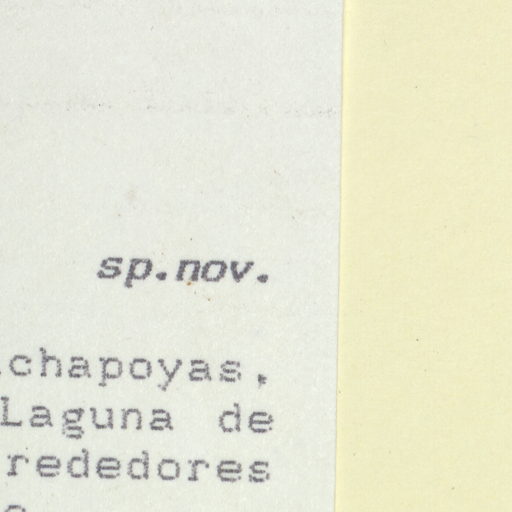 sp.nov.
chapoyas,
Laguna de
rededores